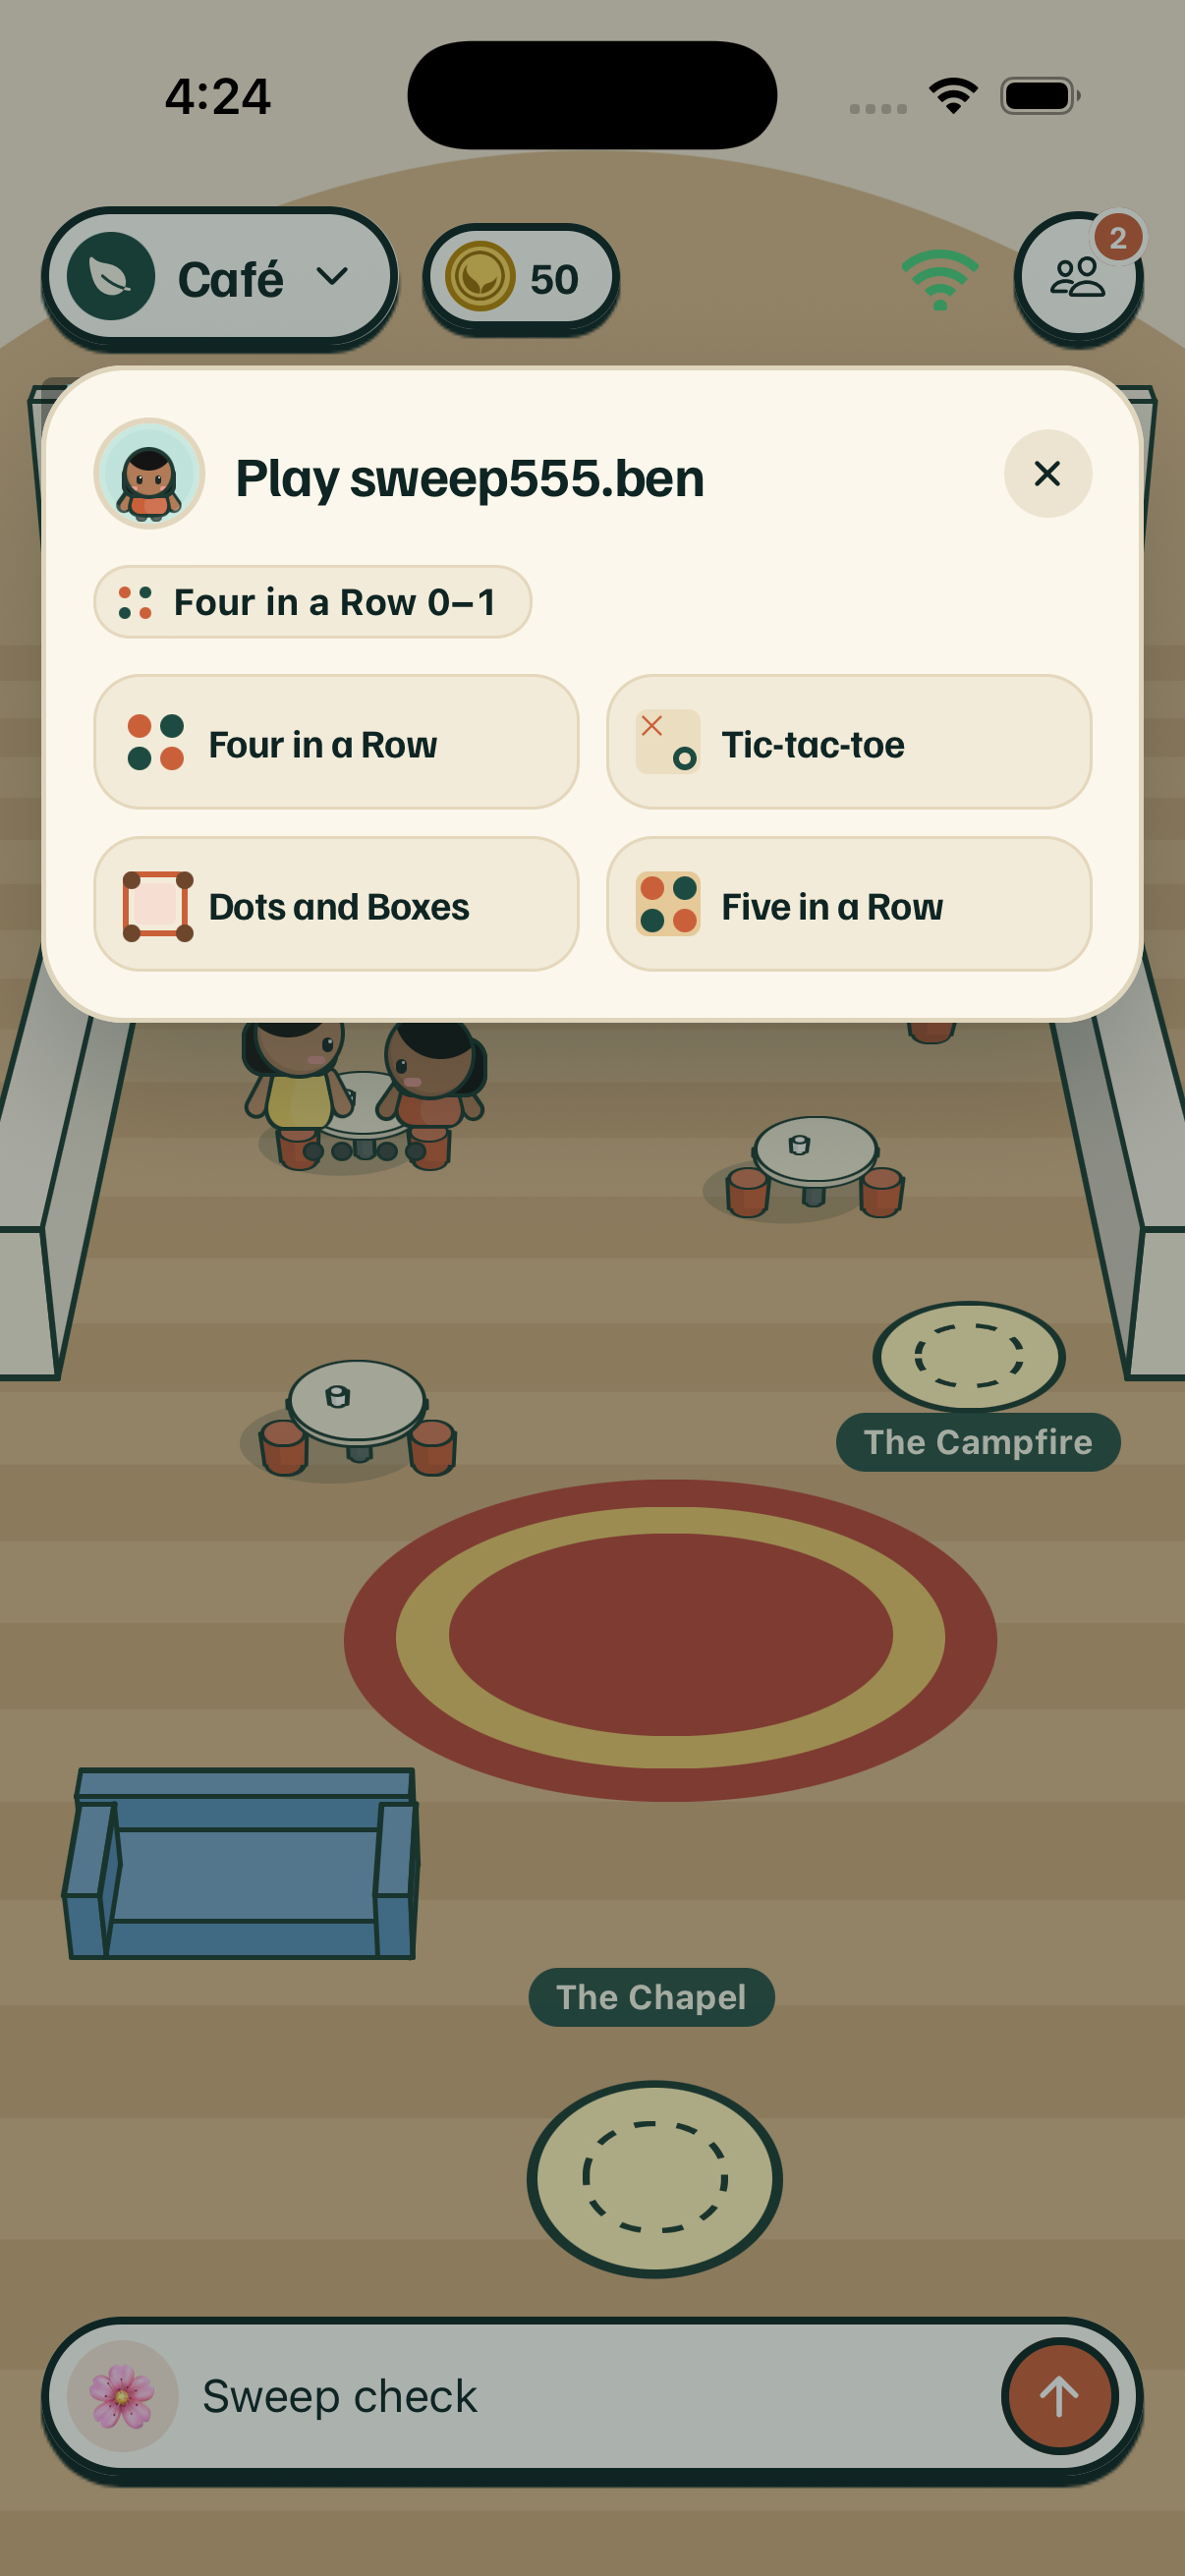 4:24
Café
50
2
Play sweep555.ben
Four in a Row 0–1
Four in a Row
Tic-tac-toe
Dots and Boxes
Five in a Row
The Campfire
The Chapel
Sweep check